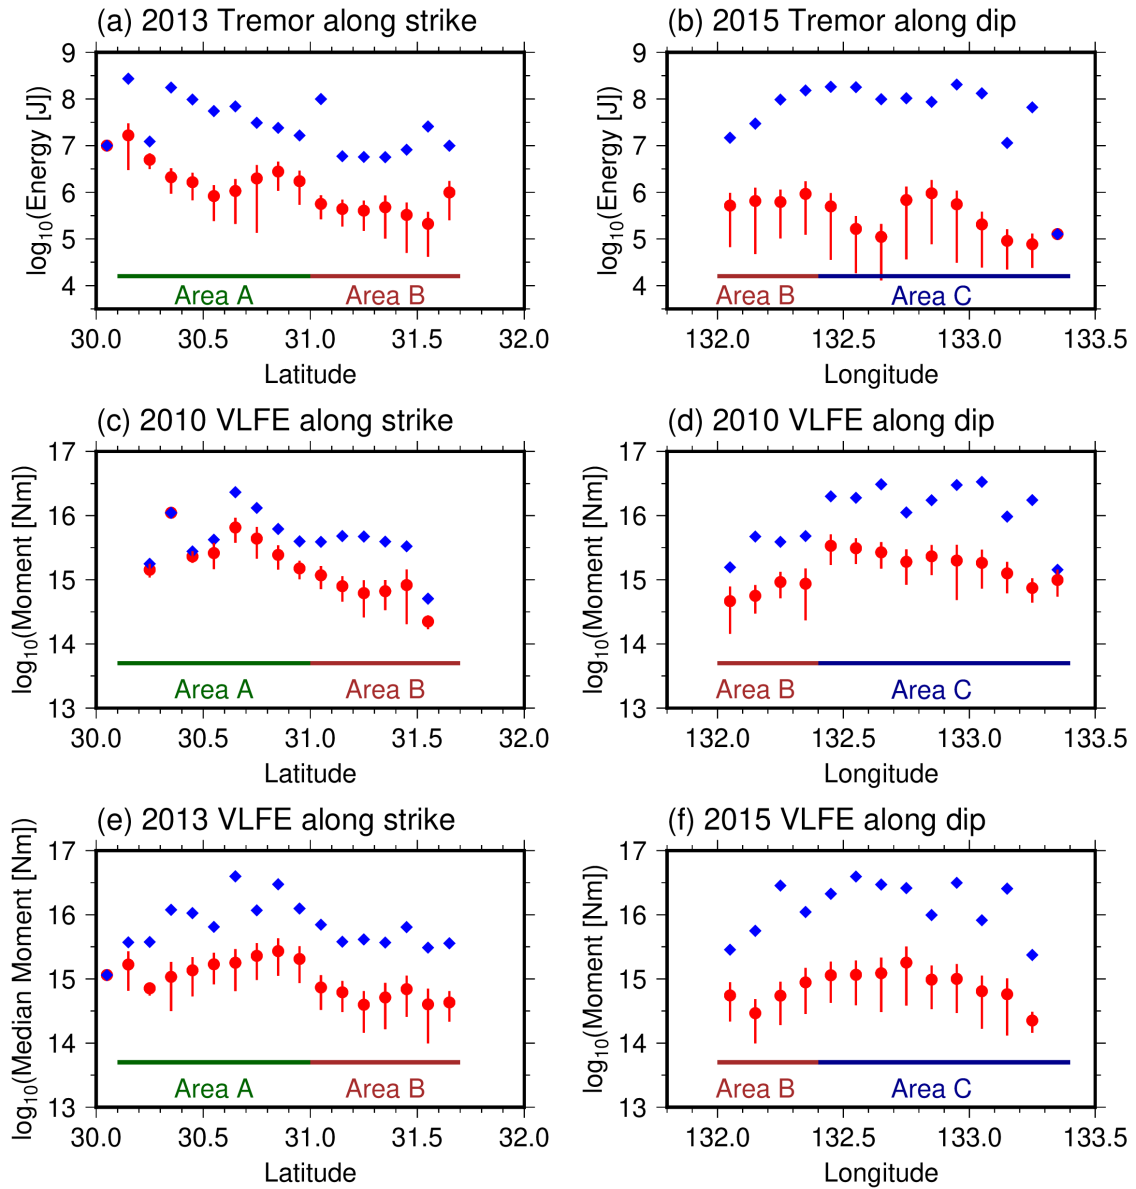 (a) 2013 Tremor along strike
log10(Energy [J])
9
8
7
6
5
4
Area A
Area B
30.0
30.5
31.0
31.5
32.0
Latitude
(b) 2015 Tremor along dip
log10(Energy [J])
9
8
7
6
5
4
Area B
Area C
132.0
132.5
133.0
133.5
Longitude
(c) 2010 VLFE along strike
log10(Moment [Nm])
17
16
15
14
13
Area A
Area B
30.0
30.5
31.0
31.5
32.0
Latitude
(d) 2010 VLFE along dip
log10(Moment [Nm])
17
16
15
14
13
Area B
Area C
132.0
132.5
133.0
133.5
Longitude
(e) 2013 VLFE along strike
log10(Median Moment [Nm])
17
16
15
14
13
Area A
Area B
30.0
30.5
31.0
31.5
32.0
Latitude
(f) 2015 VLFE along dip
log10(Moment [Nm])
17
16
15
14
13
Area B
Area C
132.0
132.5
133.0
133.5
Longitude